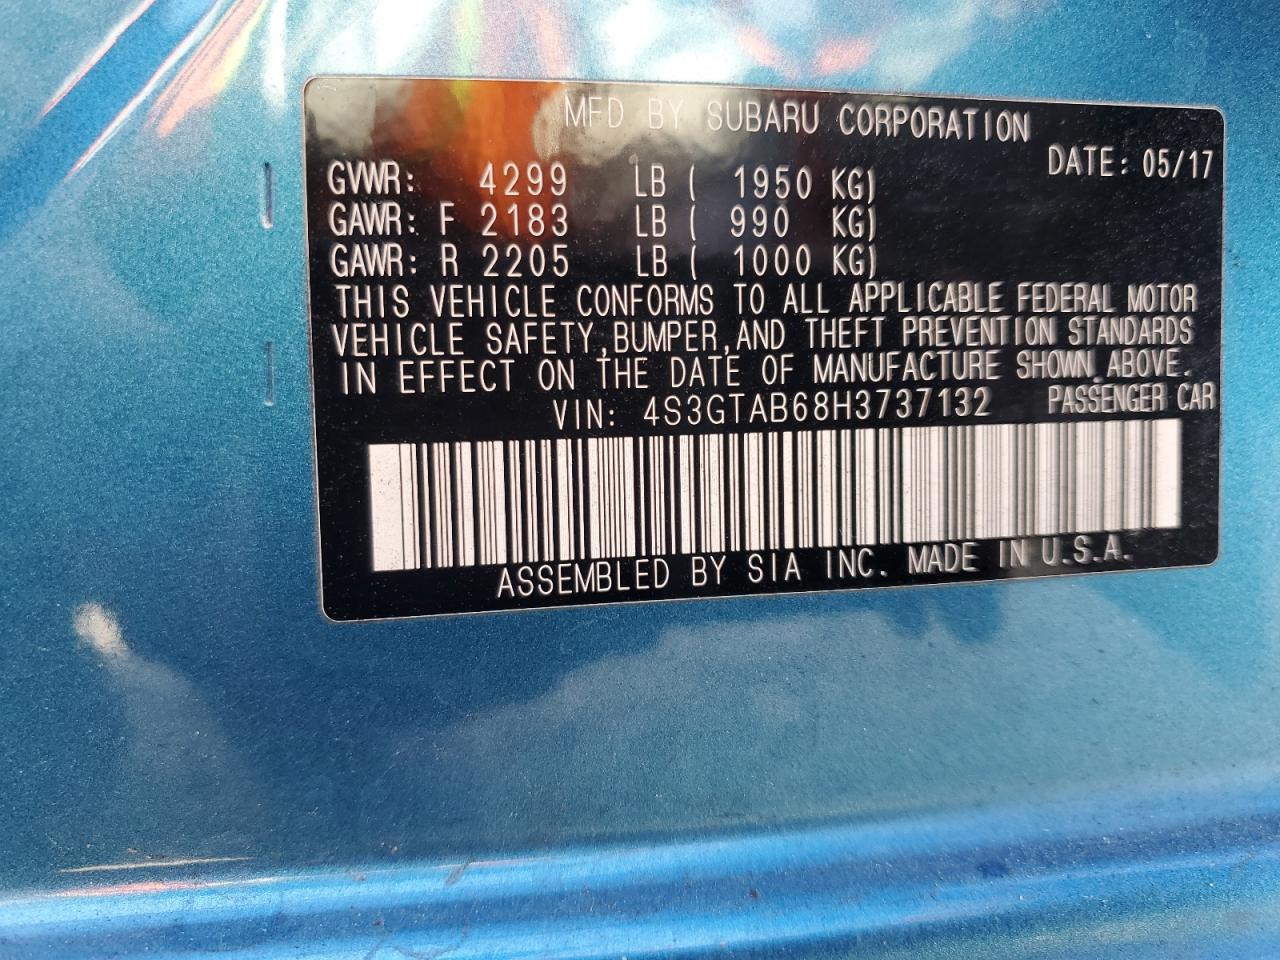 MFD BY SUBARU CORPORATION
DATE: 05/17
GVWR: 4299 LB ( 1950 KG)
GAWR: F 2183 LB ( 990 KG)
GAWR: R 2205 LB ( 1000 KG)
THIS VEHICLE CONFORMS TO ALL APPLICABLE FEDERAL MOTOR
VEHICLE SAFETY,BUMPER,AND THEFT PREVENTION STANDARDS
IN EFFECT ON THE DATE OF MANUFACTURE SHOWN ABOVE.
VIN: 4S3GTAB68H3737132 PASSENGER CAR
ASSEMBLED BY SIA INC. MADE IN U.S.A.